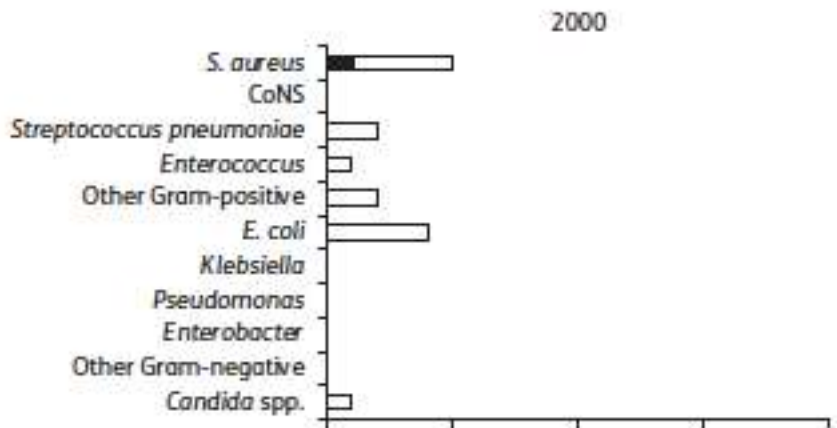 2000
S. aureus
CoNS
Streptococcus pneumoniae
Enterococcus
Other Gram-positive
E. coli
Klebsiella
Pseudomonas
Enterobacter
Other Gram-negative
Candida spp.